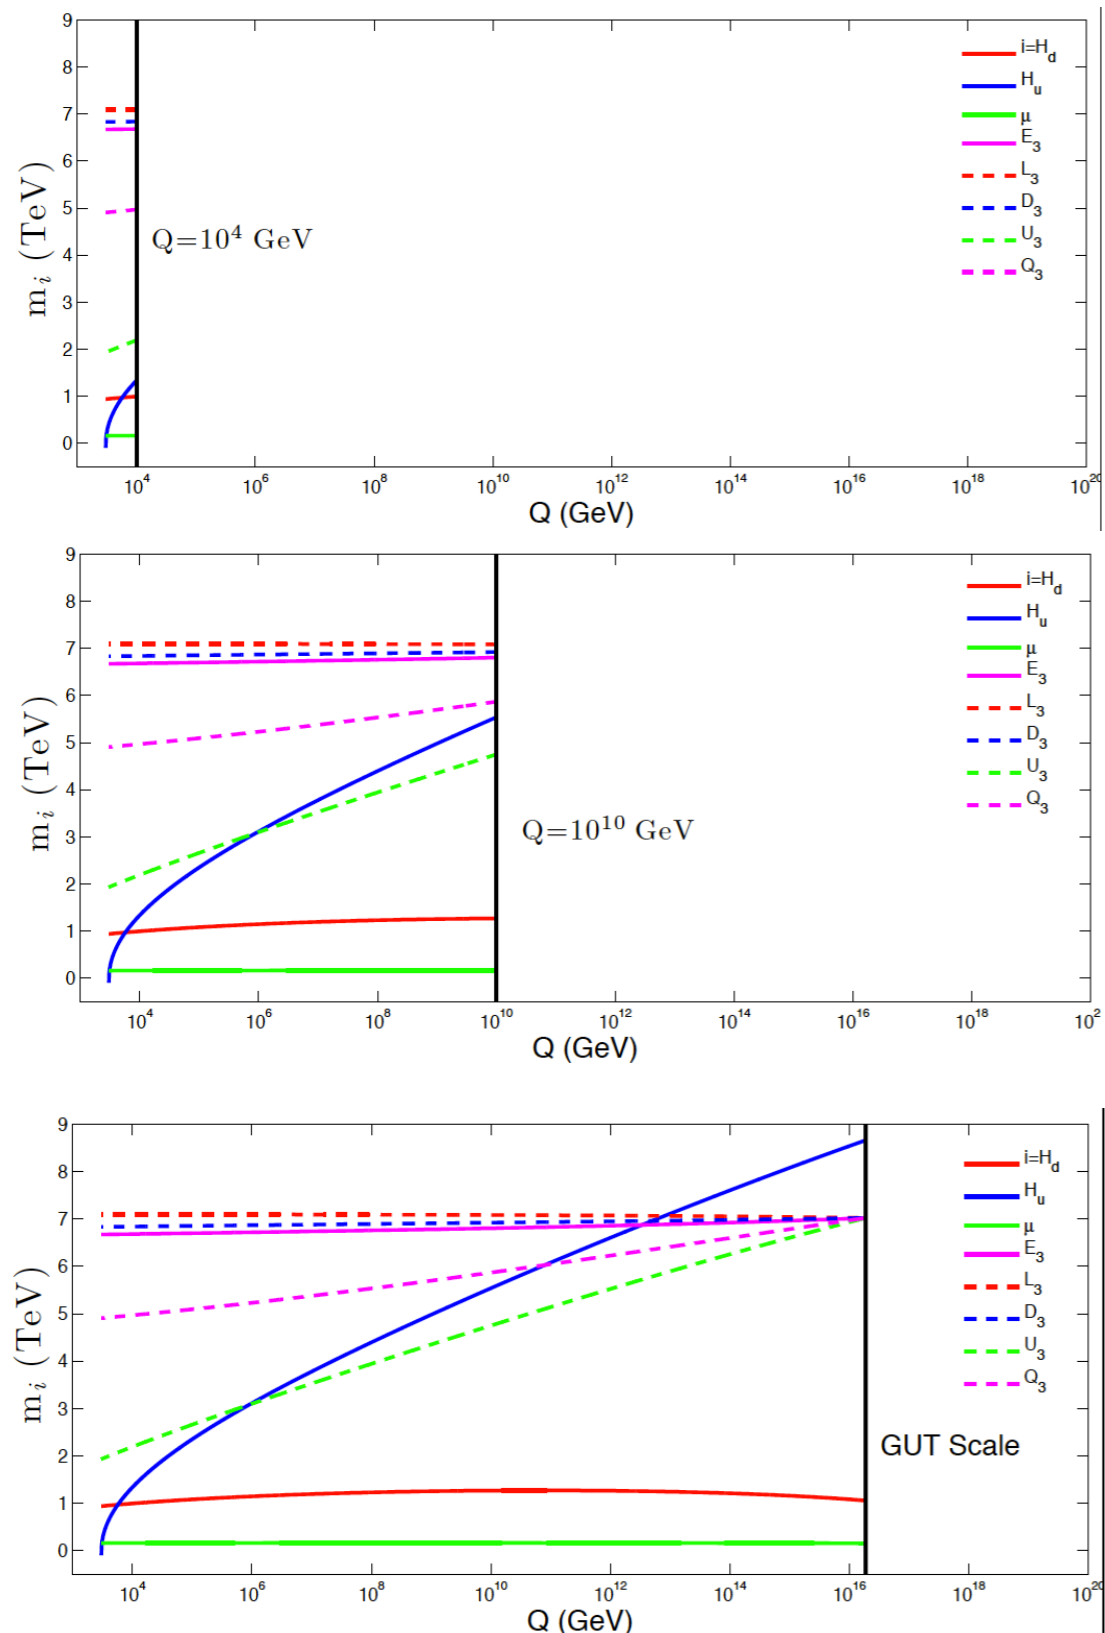 9
8
7
6
5
4
3
2
1
0
m_i (TeV)
i=H_d
H_u
μ
E_3
L_3
D_3
U_3
Q_3
Q=10^4 GeV
10^4 10^6 10^8 10^10 10^12 10^14 10^16 10^18 10^20
Q (GeV)
9
8
7
6
5
4
3
2
1
0
m_i (TeV)
i=H_d
H_u
μ
E_3
L_3
D_3
U_3
Q_3
Q=10^10 GeV
10^4 10^6 10^8 10^10 10^12 10^14 10^16 10^18 10^2
Q (GeV)
9
8
7
6
5
4
3
2
1
0
m_i (TeV)
i=H_d
H_u
μ
E_3
L_3
D_3
U_3
Q_3
GUT Scale
10^4 10^6 10^8 10^10 10^12 10^14 10^16 10^18 10^20
Q (GeV)